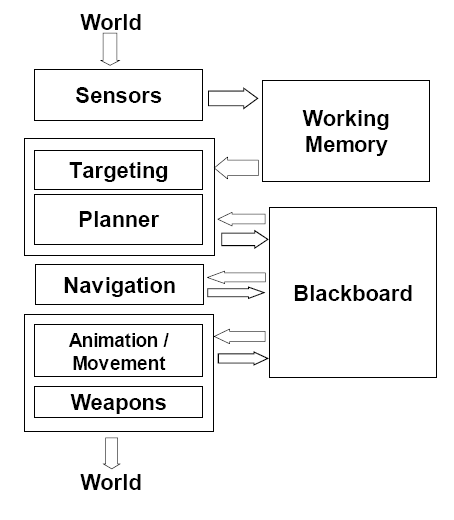 World
Sensors
Working
Memory
Targeting
Planner
Navigation
Blackboard
Animation /
Movement
Weapons
World